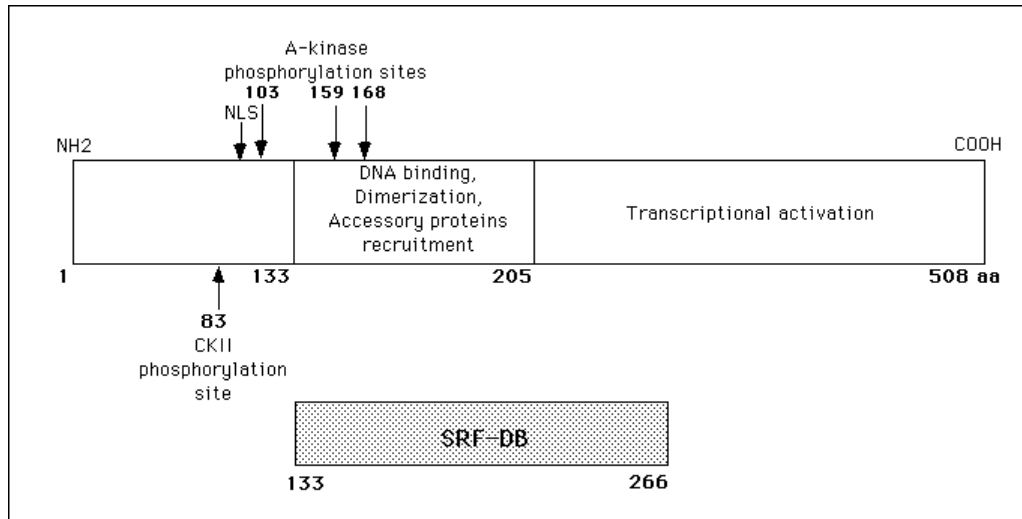 A-kinase
phosphorylation sites
103 159 168
NLS
NH2 COOH
DNA binding,
Dimerization,
Accessory proteins
recruitment
Transcriptional activation
1 133 205 508 aa
83
CKII
phosphorylation
site
SRF-DB
133 266